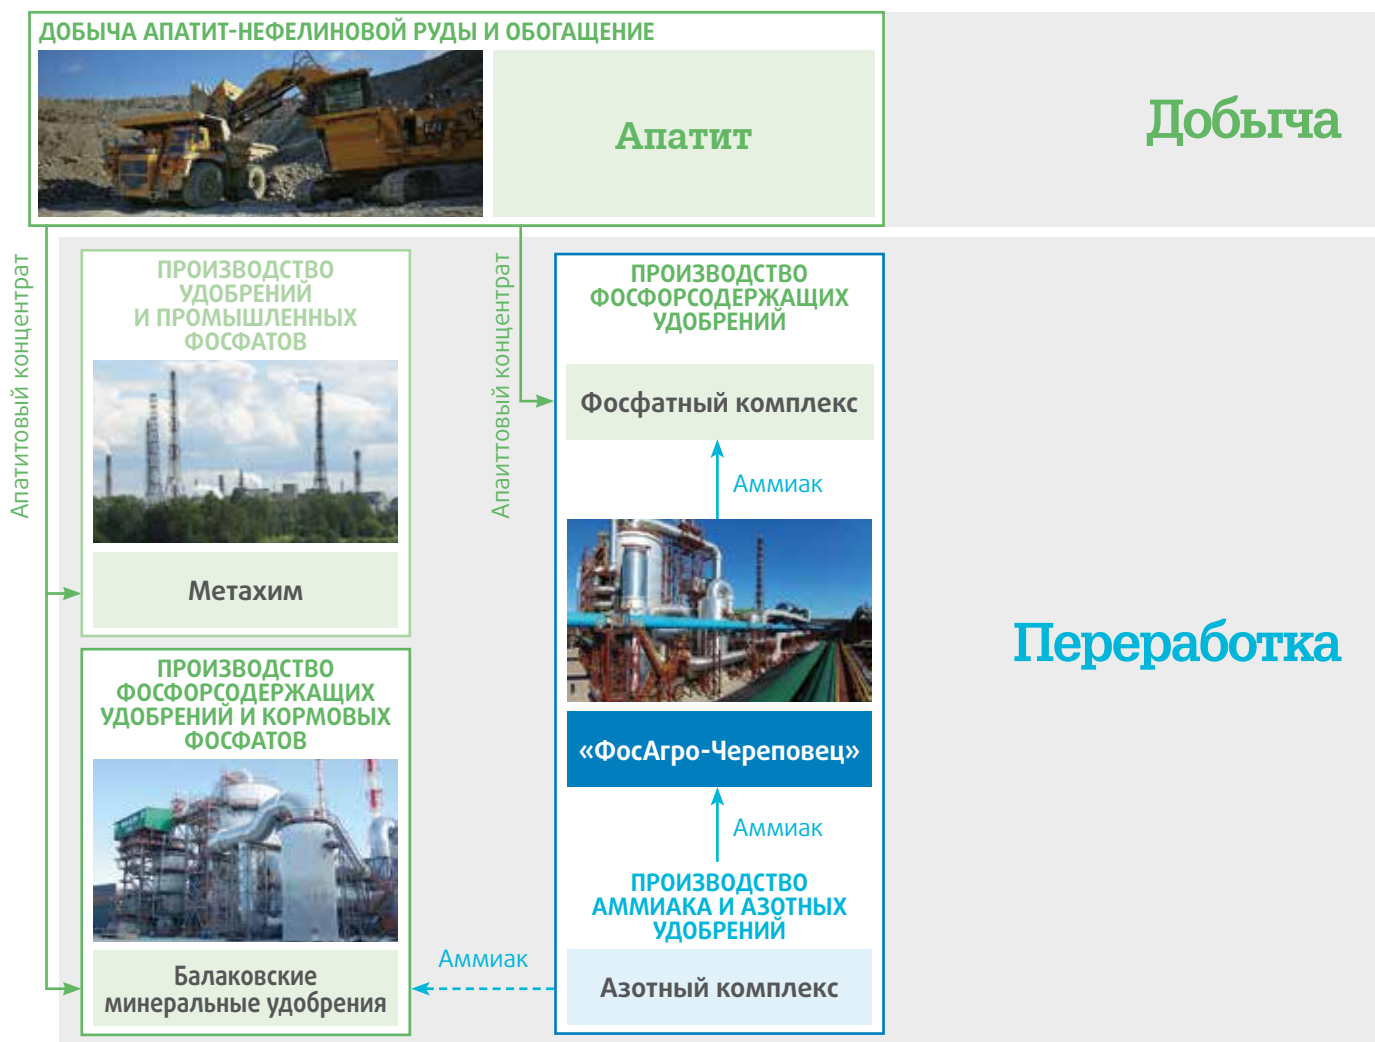 ДОБЫЧА АПАТИТ-НЕФЕЛИНОВОЙ РУДЫ И ОБОГАЩЕНИЕ
Апатит
Добыча
Апатитовый концентрат
ПРОИЗВОДСТВО
УДОБРЕНИЙ
И ПРОМЫШЛЕННЫХ
ФОСФАТОВ
Метахим
ПРОИЗВОДСТВО
ФОСФОРСОДЕРЖАЩИХ
УДОБРЕНИЙ И КОРМОВЫХ
ФОСФАТОВ
Балаковские
минеральные удобрения
Апаиттовый концентрат
ПРОИЗВОДСТВО
ФОСФОРСОДЕРЖАЩИХ
УДОБРЕНИЙ
Фосфатный комплекс
Аммиак
«ФосАгро-Череповец»
Аммиак
ПРОИЗВОДСТВО
АММИАКА И АЗОТНЫХ
УДОБРЕНИЙ
Азотный комплекс
Аммиак
Переработка